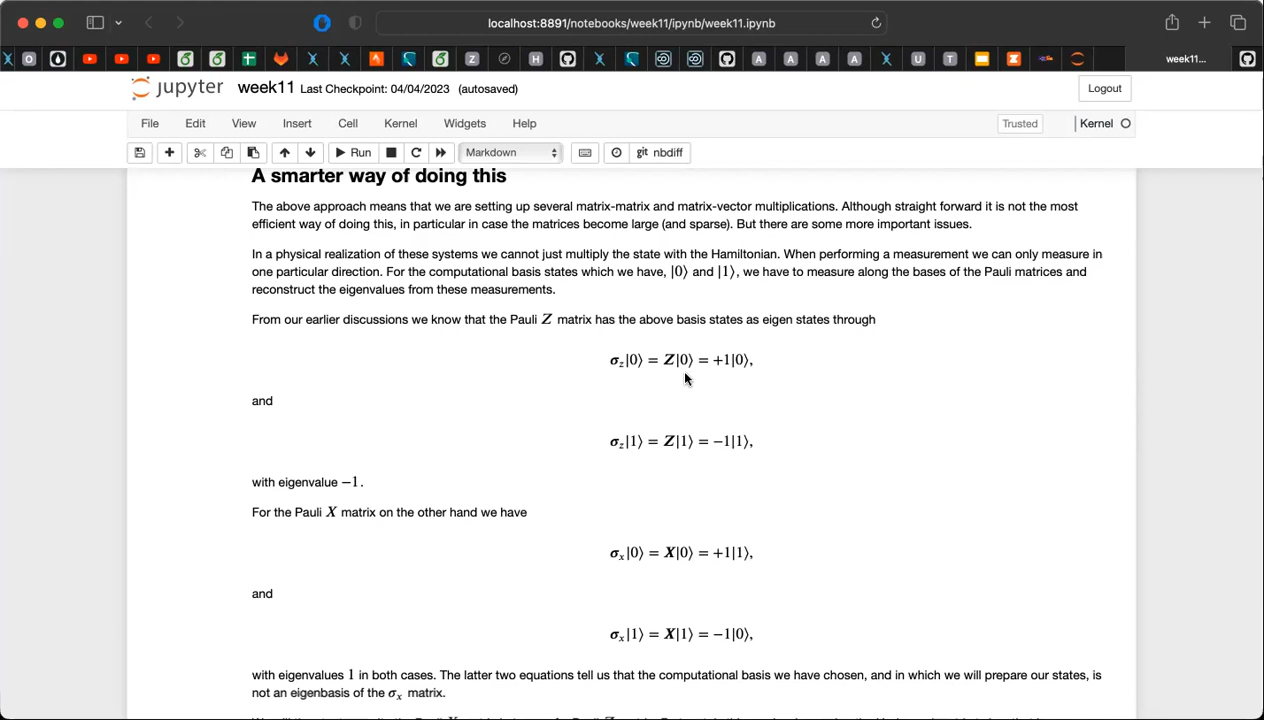 localhost:8891/notebooks/week11/ipynb/week11.ipynb
week11...
jupyter week11 Last Checkpoint: 04/04/2023 (autosaved)
Logout
File Edit View Insert Cell Kernel Widgets Help
Trusted
Kernel
Run
Markdown
git nbdiff
A smarter way of doing this
The above approach means that we are setting up several matrix-matrix and matrix-vector multiplications. Although straight forward it is not the most
efficient way of doing this, in particular in case the matrices become large (and sparse). But there are some more important issues.
In a physical realization of these systems we cannot just multiply the state with the Hamiltonian. When performing a measurement we can only measure in
one particular direction. For the computational basis states which we have, |0⟩ and |1⟩, we have to measure along the bases of the Pauli matrices and
reconstruct the eigenvalues from these measurements.
From our earlier discussions we know that the Pauli Z matrix has the above basis states as eigen states through
σz|0⟩ = Z|0⟩ = +1|0⟩,
and
σz|1⟩ = Z|1⟩ = −1|1⟩,
with eigenvalue −1.
For the Pauli X matrix on the other hand we have
σx|0⟩ = X|0⟩ = +1|1⟩,
and
σx|1⟩ = X|1⟩ = −1|0⟩,
with eigenvalues 1 in both cases. The latter two equations tell us that the computational basis we have chosen, and in which we will prepare our states, is
not an eigenbasis of the σx matrix.